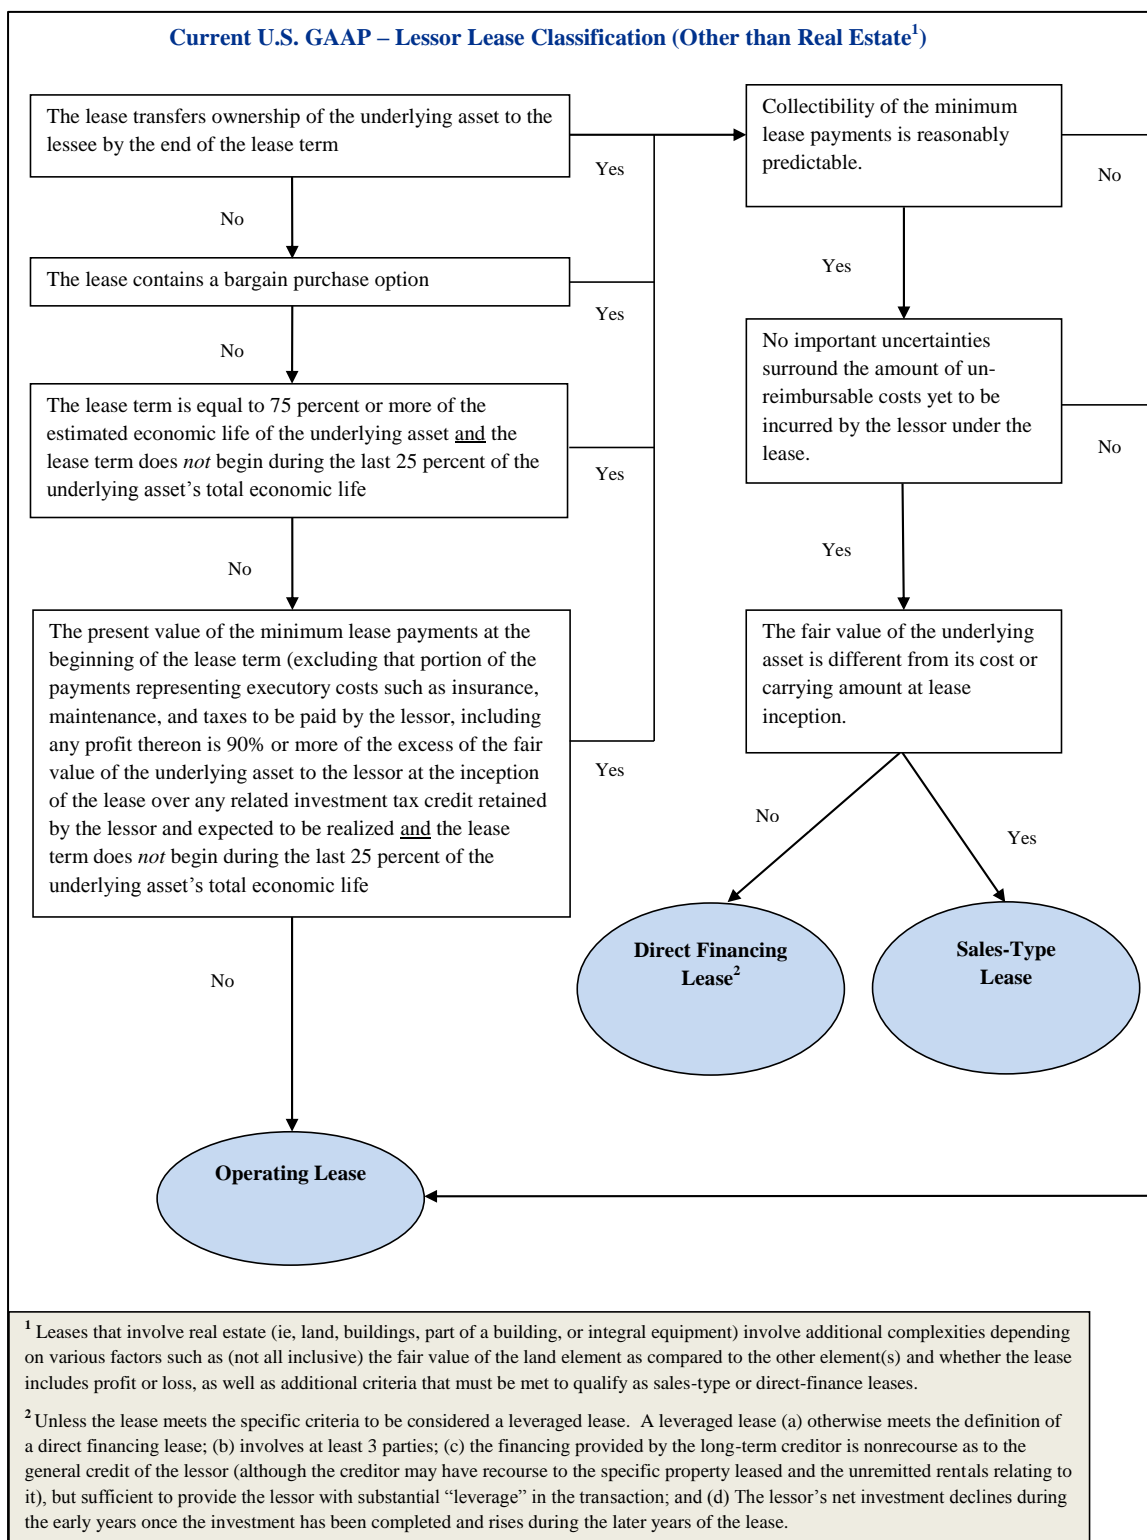 Current U.S. GAAP – Lessor Lease Classification (Other than Real Estate1)
The lease transfers ownership of the underlying asset to the
lessee by the end of the lease term
Yes
No
The lease contains a bargain purchase option
Yes
No
The lease term is equal to 75 percent or more of the
estimated economic life of the underlying asset and the
lease term does not begin during the last 25 percent of the
underlying asset’s total economic life
Yes
No
The present value of the minimum lease payments at the
beginning of the lease term (excluding that portion of the
payments representing executory costs such as insurance,
maintenance, and taxes to be paid by the lessor, including
any profit thereon is 90% or more of the excess of the fair
value of the underlying asset to the lessor at the inception
of the lease over any related investment tax credit retained
by the lessor and expected to be realized and the lease
term does not begin during the last 25 percent of the
underlying asset’s total economic life
Yes
No
Operating Lease
Collectibility of the minimum
lease payments is reasonably
predictable.
No
Yes
No important uncertainties
surround the amount of un-
reimbursable costs yet to be
incurred by the lessor under the
lease.
No
Yes
The fair value of the underlying
asset is different from its cost or
carrying amount at lease
inception.
No
Yes
Direct Financing
Lease2
Sales-Type
Lease
1 Leases that involve real estate (ie, land, buildings, part of a building, or integral equipment) involve additional complexities depending
on various factors such as (not all inclusive) the fair value of the land element as compared to the other element(s) and whether the lease
includes profit or loss, as well as additional criteria that must be met to qualify as sales-type or direct-finance leases.
2 Unless the lease meets the specific criteria to be considered a leveraged lease.  A leveraged lease (a) otherwise meets the definition of
a direct financing lease; (b) involves at least 3 parties; (c) the financing provided by the long-term creditor is nonrecourse as to the
general credit of the lessor (although the creditor may have recourse to the specific property leased and the unremitted rentals relating to
it), but sufficient to provide the lessor with substantial “leverage” in the transaction; and (d) The lessor’s net investment declines during
the early years once the investment has been completed and rises during the later years of the lease.